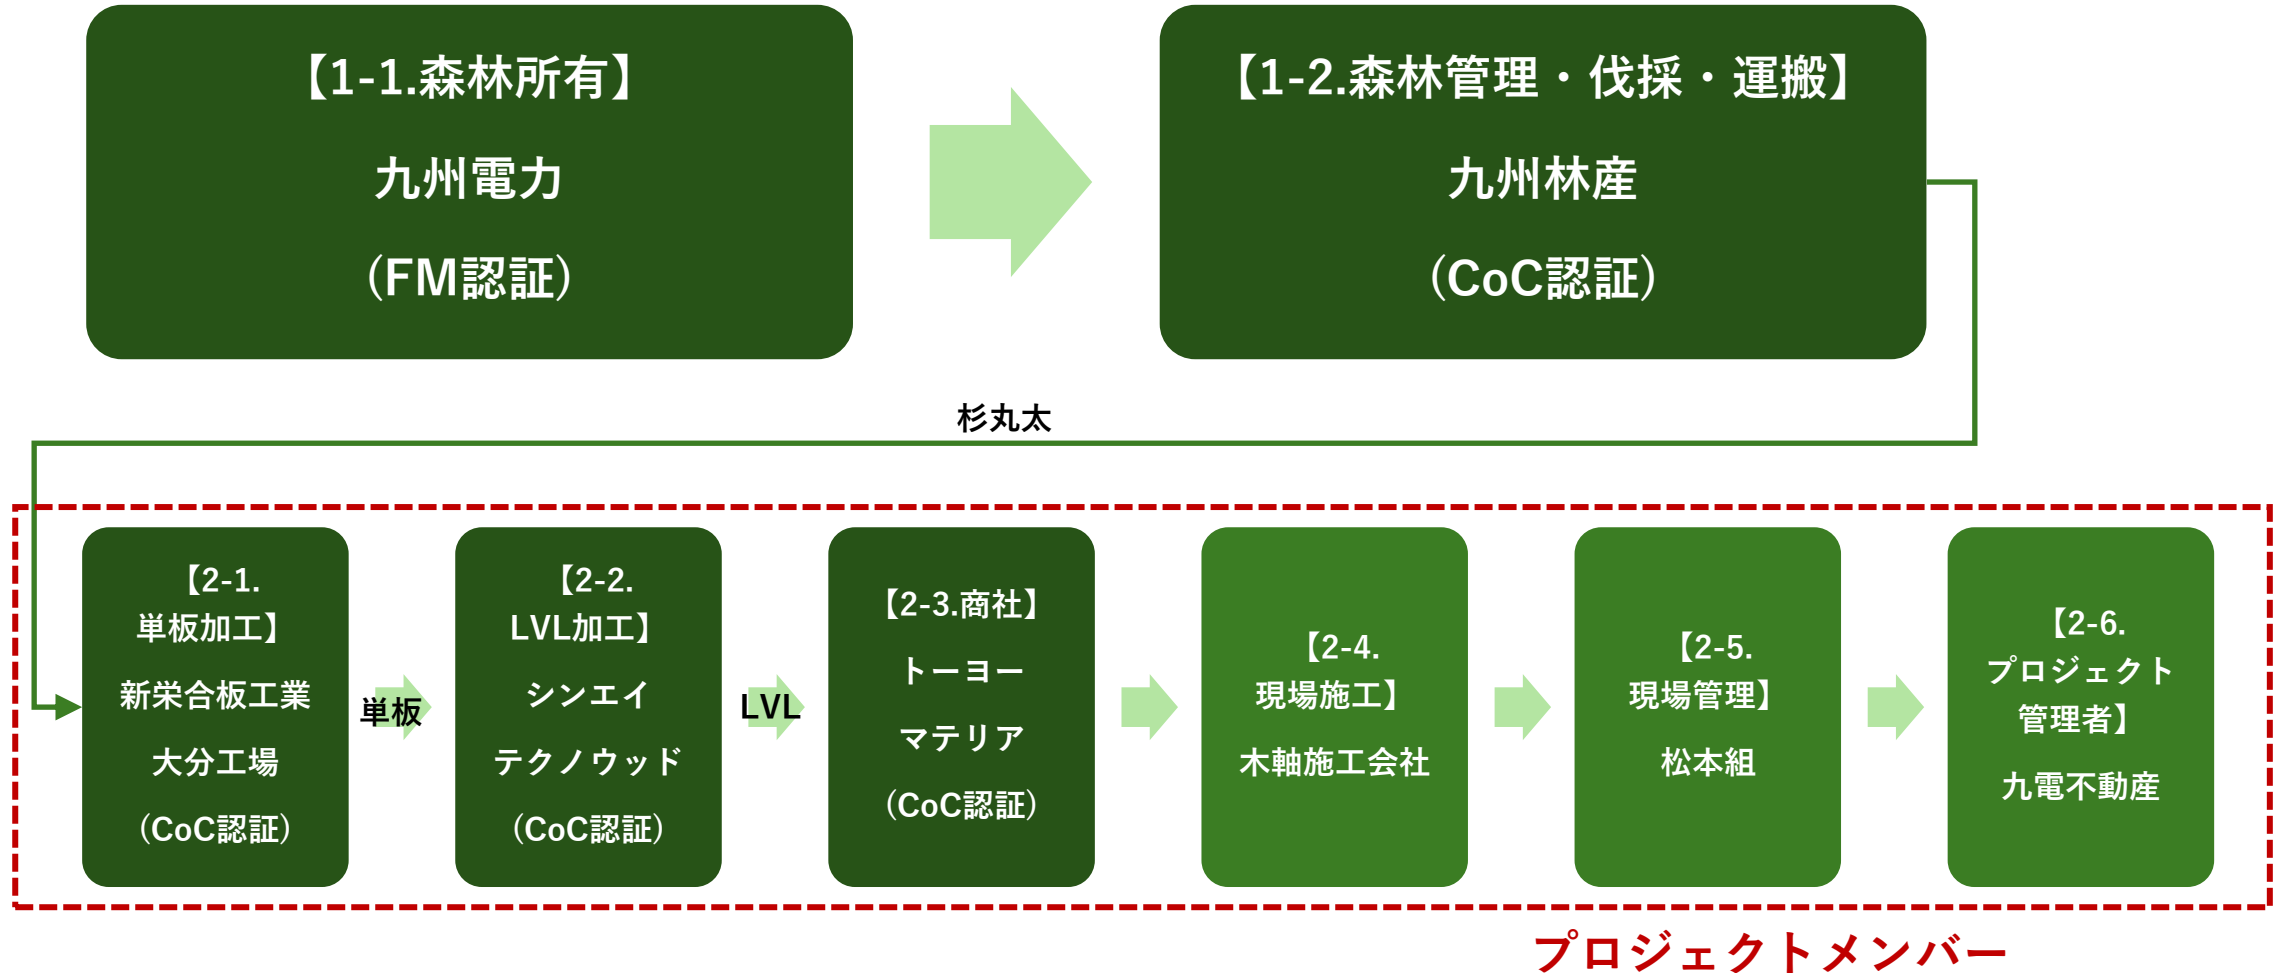 【1-1.森林所有】
九州電力
(FM認証)
【1-2.森林管理・伐採・運搬】
九州林産
(CoC認証)
杉丸太
【2-1.
単板加工】
新栄合板工業
大分工場
(CoC認証)
単板
【2-2.
LVL加工】
シンエイ
テクノウッド
(CoC認証)
LVL
【2-3.商社】
トーヨー
マテリア
(CoC認証)
【2-4.
現場施工】
木軸施工会社
【2-5.
現場管理】
松本組
【2-6.
プロジェクト
管理者】
九電不動産
プロジェクトメンバー